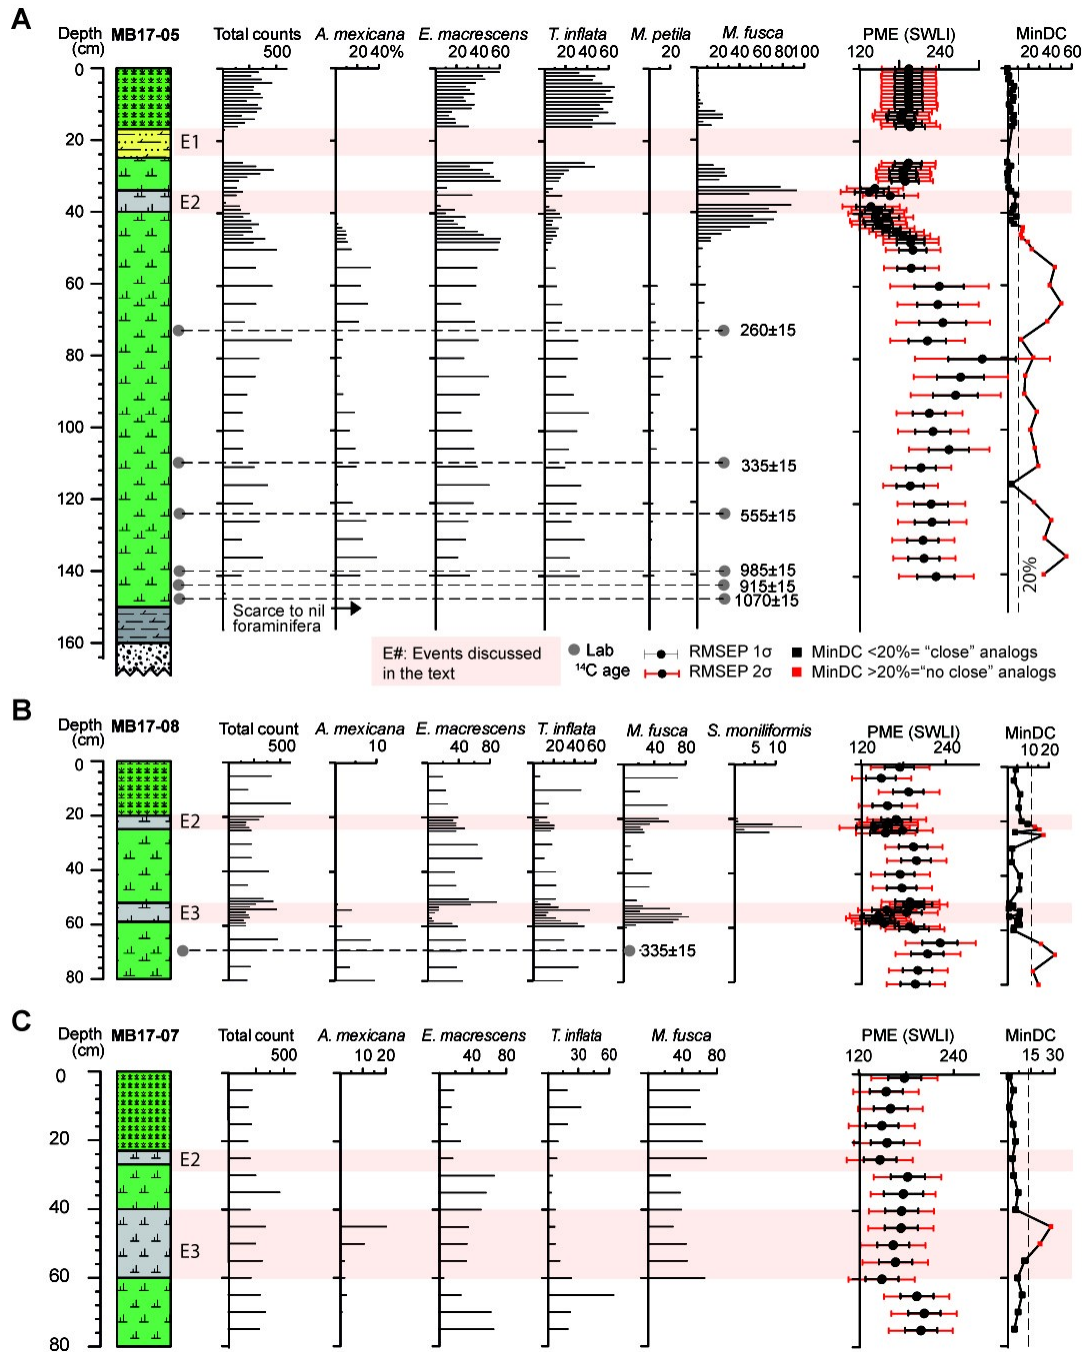 A
Depth (cm) MB17-05 Total counts A. mexicana E. macrescens T. inflata M. petila M. fusca PME (SWLI) MinDC
500 20 40% 20 40 60 20 40 60 20 20 40 60 80 100 120 240 20 40 60
0
20
40
60
80
100
120
140
160
E1
E2
260±15
335±15
555±15
985±15
915±15
1070±15
20%
Scarce to nil
foraminifera
E#: Events discussed
in the text
Lab
14C age
RMSEP 1σ
RMSEP 2σ
MinDC <20%= “close” analogs
MinDC >20%=“no close” analogs
B
Depth (cm) MB17-08 Total count A. mexicana E. macrescens T. inflata M. fusca S. moniliformis PME (SWLI) MinDC
500 10 40 80 20 40 60 40 80 5 10 120 240 10 20
0
20
40
60
80
E2
E3
335±15
C
Depth (cm) MB17-07 Total count A. mexicana E. macrescens T. inflata M. fusca PME (SWLI) MinDC
500 10 20 40 80 30 60 40 80 120 240 15 30
0
20
40
60
80
E2
E3